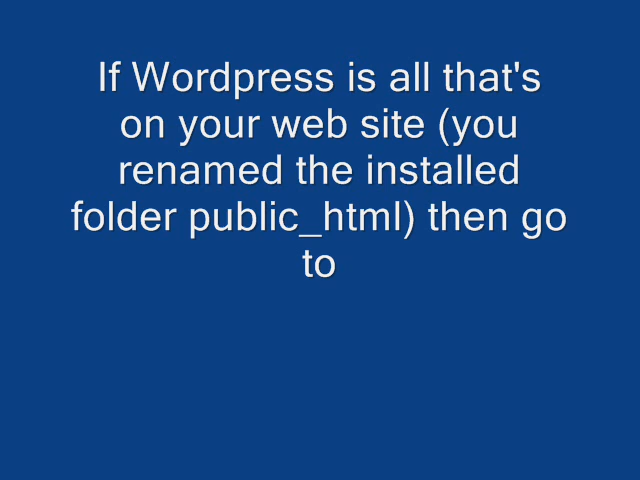 If Wordpress is all that's
on your web site (you
renamed the installed
folder public_html) then go
to